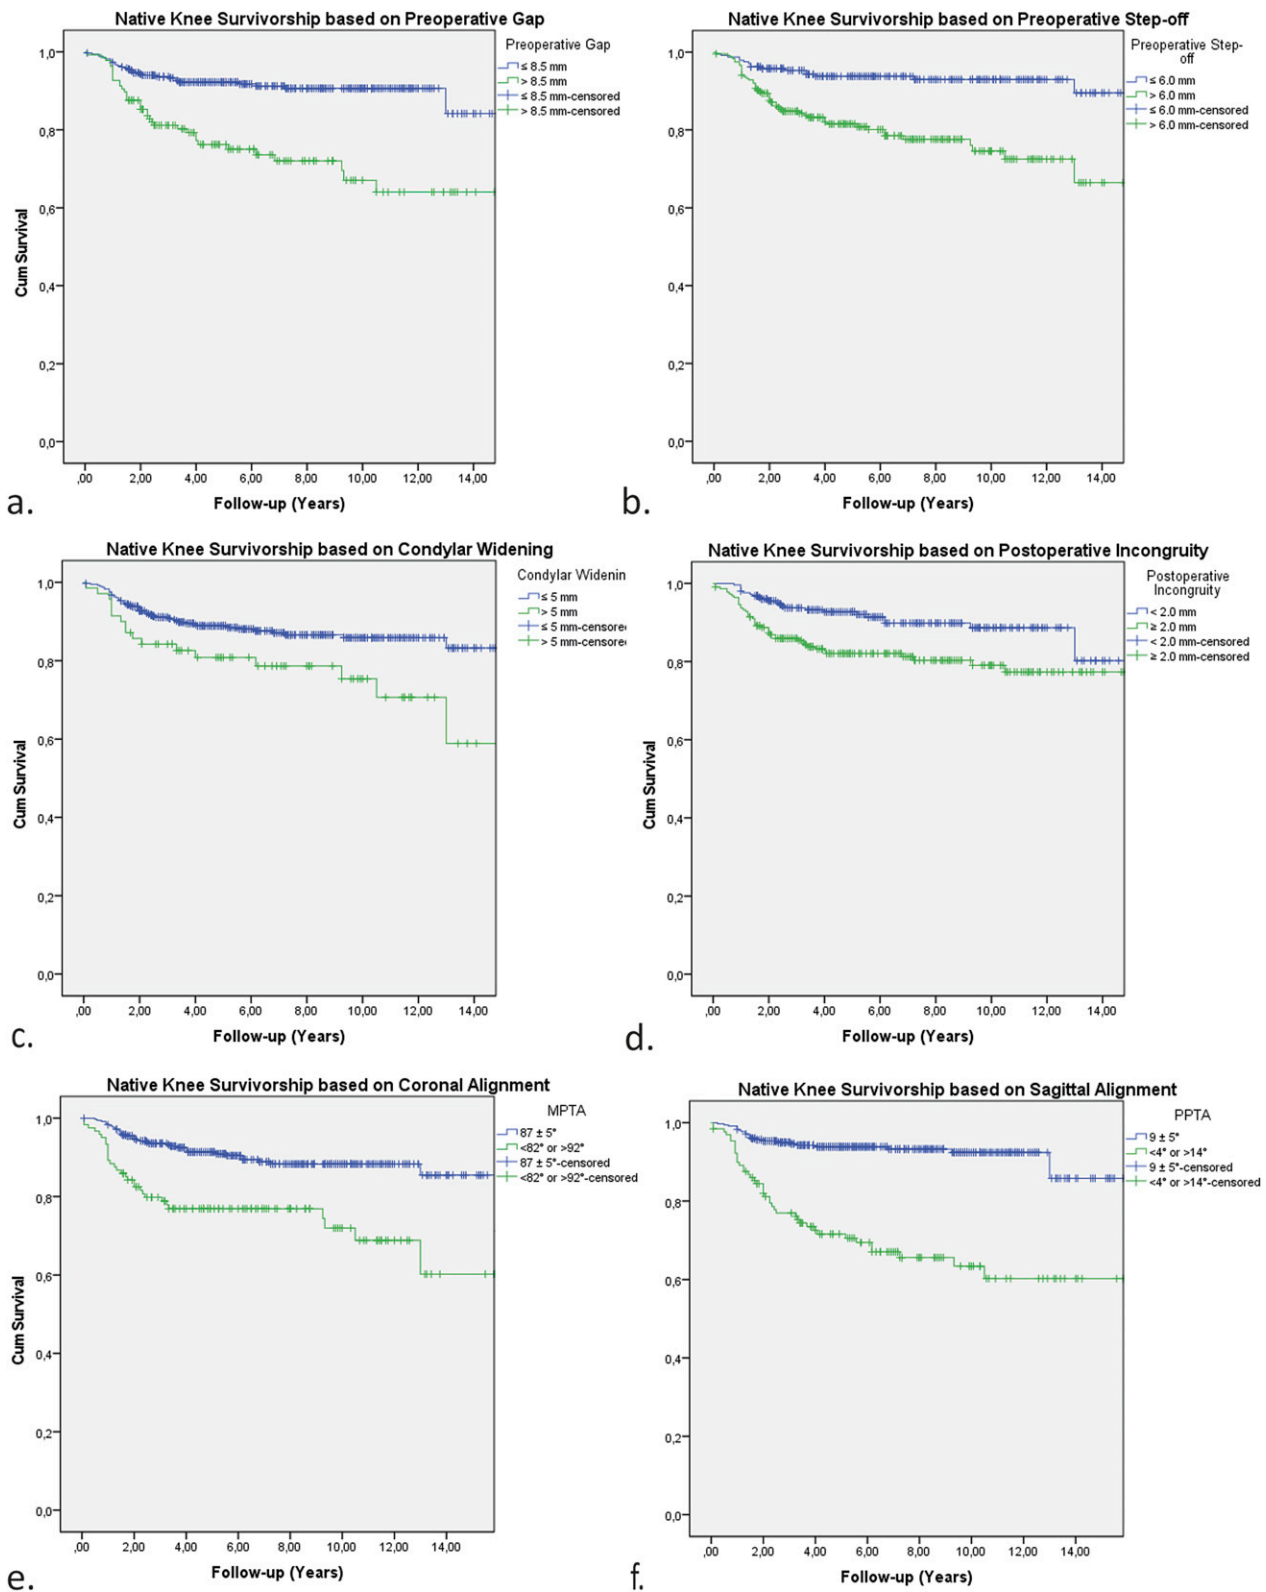 Native Knee Survivorship based on Preoperative Gap
Preoperative Gap
≤ 8.5 mm
> 8.5 mm
≤ 8.5 mm-censored
> 8.5 mm-censored
1,0
0,8
0,6
0,4
0,2
0,0
Cum Survival
,00 2,00 4,00 6,00 8,00 10,00 12,00 14,00
Follow-up (Years)
a.
Native Knee Survivorship based on Preoperative Step-off
Preoperative Step-
off
≤ 6.0 mm
> 6.0 mm
≤ 6.0 mm-censored
> 6.0 mm-censored
1,0
0,8
0,6
0,4
0,2
0,0
Cum Survival
,00 2,00 4,00 6,00 8,00 10,00 12,00 14,00
Follow-up (Years)
b.
Native Knee Survivorship based on Condylar Widening
Condylar Widenin
≤ 5 mm
> 5 mm
≤ 5 mm-censored
> 5 mm-censored
1,0
0,8
0,6
0,4
0,2
0,0
Cum Survival
,00 2,00 4,00 6,00 8,00 10,00 12,00 14,00
Follow-up (Years)
c.
Native Knee Survivorship based on Postoperative Incongruity
Postoperative
Incongruity
< 2.0 mm
≥ 2.0 mm
< 2.0 mm-censored
≥ 2.0 mm-censored
1,0
0,8
0,6
0,4
0,2
0,0
Cum Survival
,00 2,00 4,00 6,00 8,00 10,00 12,00 14,00
Follow-up (Years)
d.
Native Knee Survivorship based on Coronal Alignment
MPTA
87 ± 5°
<82° or >92°
87 ± 5°-censored
<82° or >92°-censored
1,0
0,8
0,6
0,4
0,2
0,0
Cum Survival
,00 2,00 4,00 6,00 8,00 10,00 12,00 14,00
Follow-up (Years)
e.
Native Knee Survivorship based on Sagittal Alignment
PPTA
9 ± 5°
<4° or >14°
9 ± 5°-censored
<4° or >14°-censored
1,0
0,8
0,6
0,4
0,2
0,0
Cum Survival
,00 2,00 4,00 6,00 8,00 10,00 12,00 14,00
Follow-up (Years)
f.